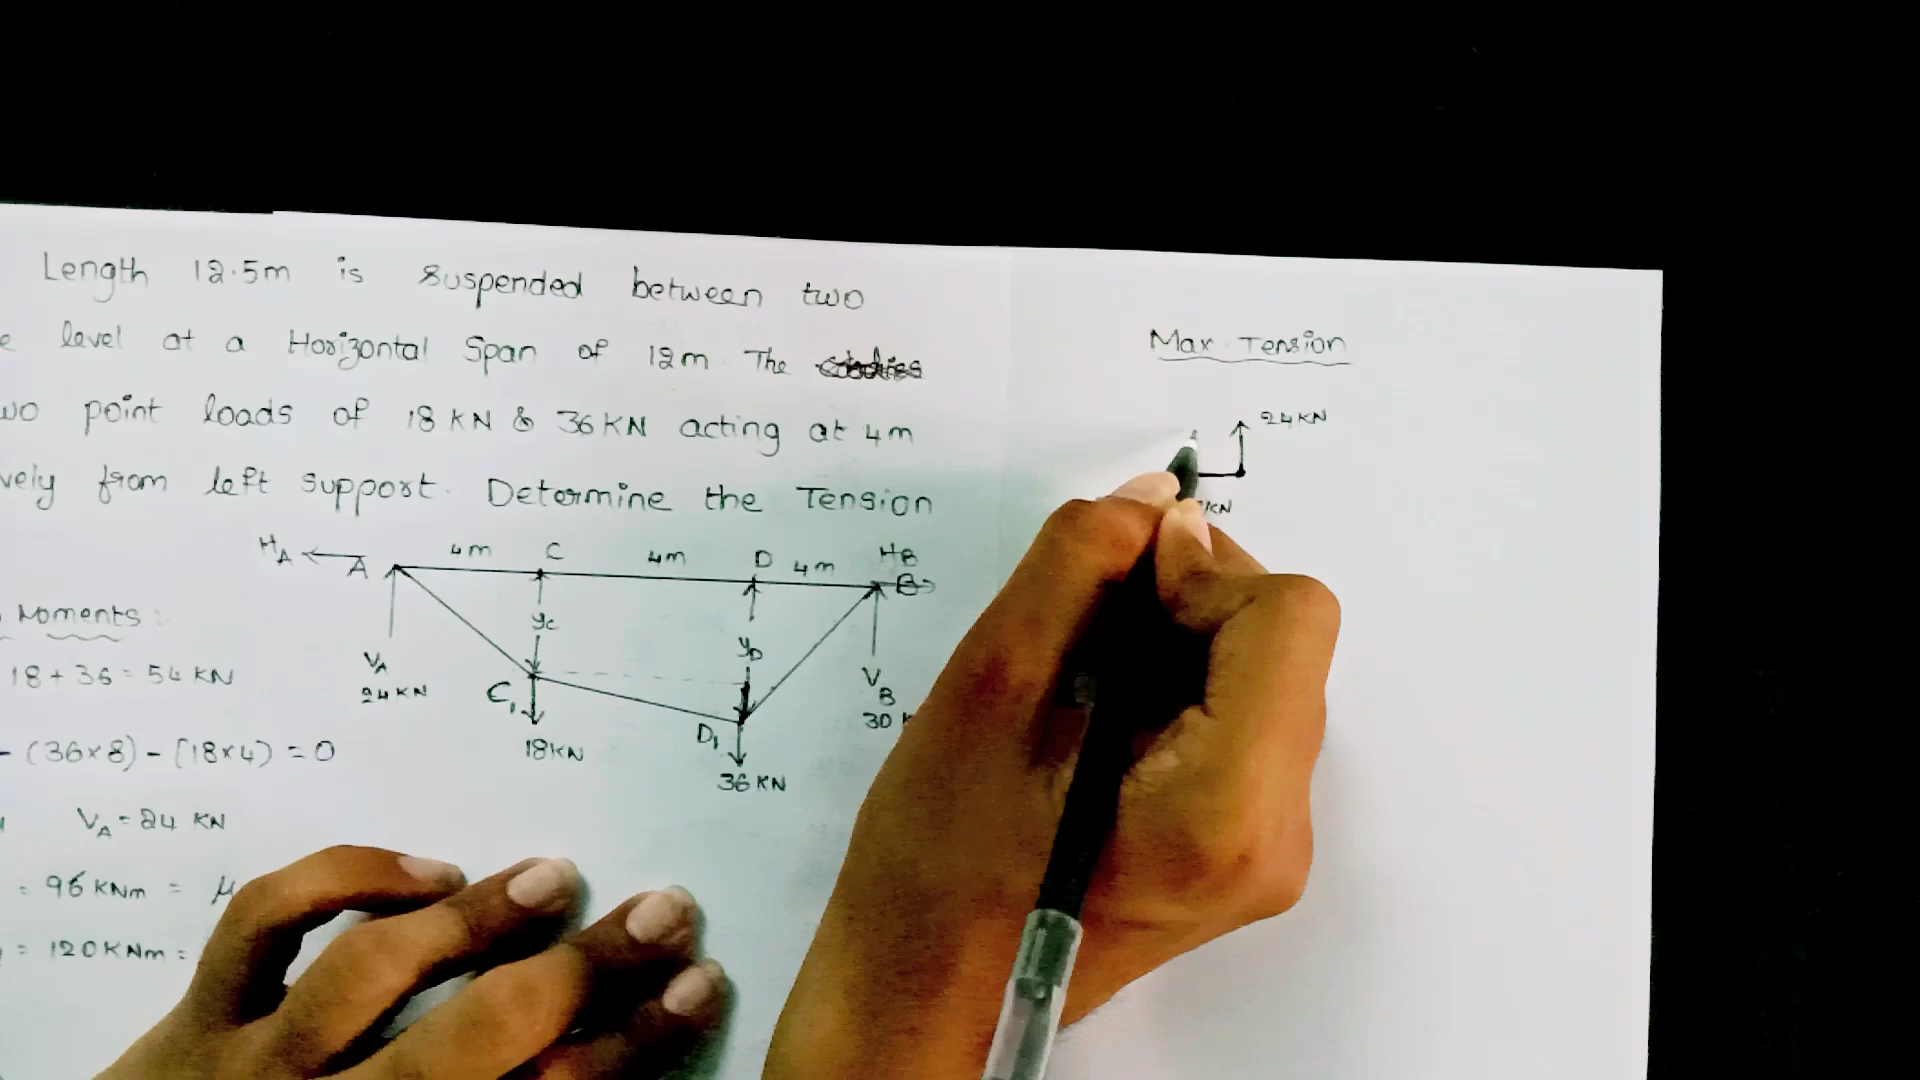 Length 12.5m is suspended between two
e level at a Horizontal Span of 12m The
wo point loads of 18 KN & 36 KN acting at 4m
vely from left support. Determine the Tension
Max. Tension
24 KN
KN
HA A 4m C 4m D 4m HB B
Moments :
yc
yD
18 + 36 = 54 KN
VA
24 KN
C1
VB
30 K
D1
18 KN
36 KN
- (36×8) - (18×4) = 0
VA = 24 KN
= 96 KNm = μ
= 120 KNm =